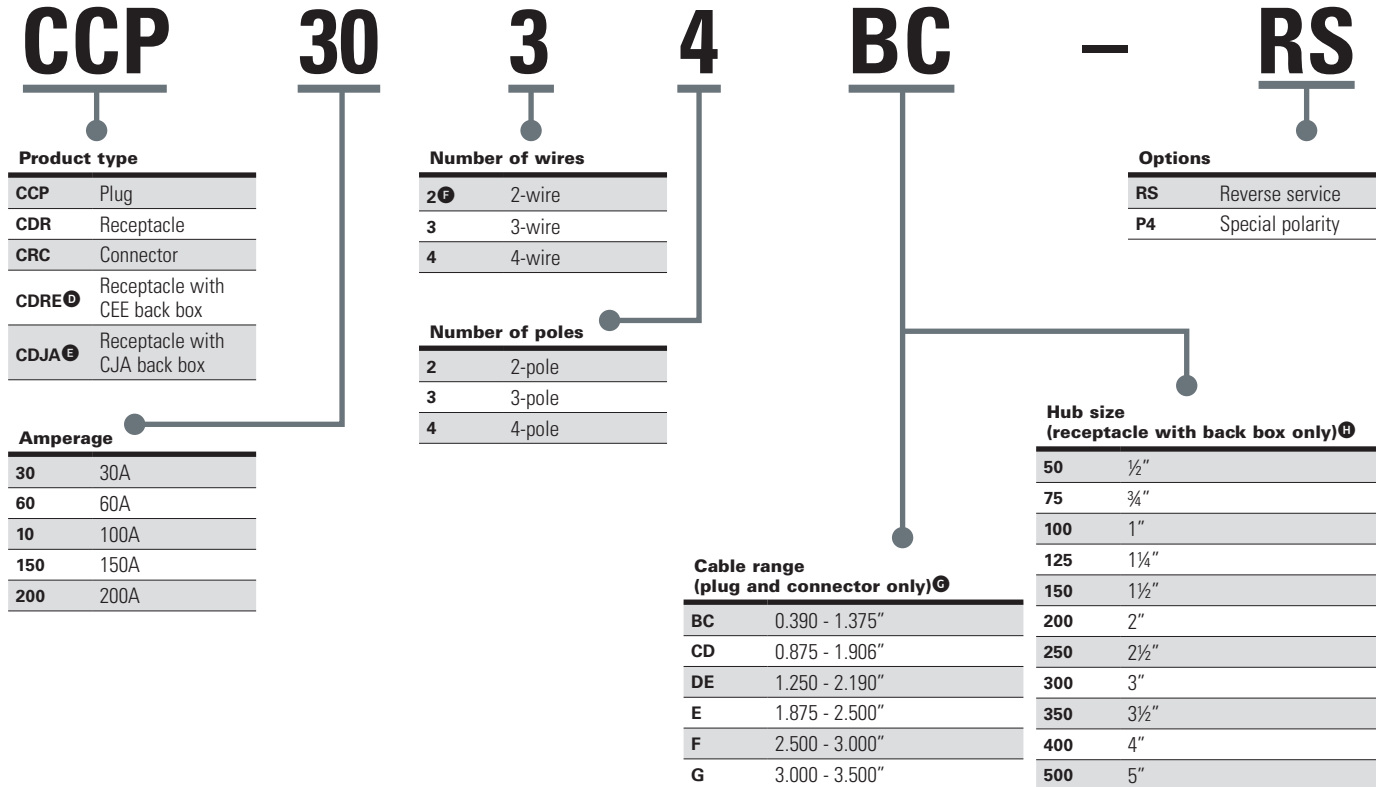 CCP 30 3 4 BC – RS
Product type
CCP Plug
CDR Receptacle
CRC Connector
CDREⒹ Receptacle with
CEE back box
CDJAⒺ Receptacle with
CJA back box
Amperage
30 30A
60 60A
10 100A
150 150A
200 200A
Number of wires
2Ⓕ 2-wire
3 3-wire
4 4-wire
Number of poles
2 2-pole
3 3-pole
4 4-pole
Cable range
(plug and connector only)Ⓖ
BC 0.390 - 1.375"
CD 0.875 - 1.906"
DE 1.250 - 2.190"
E 1.875 - 2.500"
F 2.500 - 3.000"
G 3.000 - 3.500"
Options
RS Reverse service
P4 Special polarity
Hub size
(receptacle with back box only)Ⓗ
50 ½"
75 ¾"
100 1"
125 1¼"
150 1½"
200 2"
250 2½"
300 3"
350 3½"
400 4"
500 5"